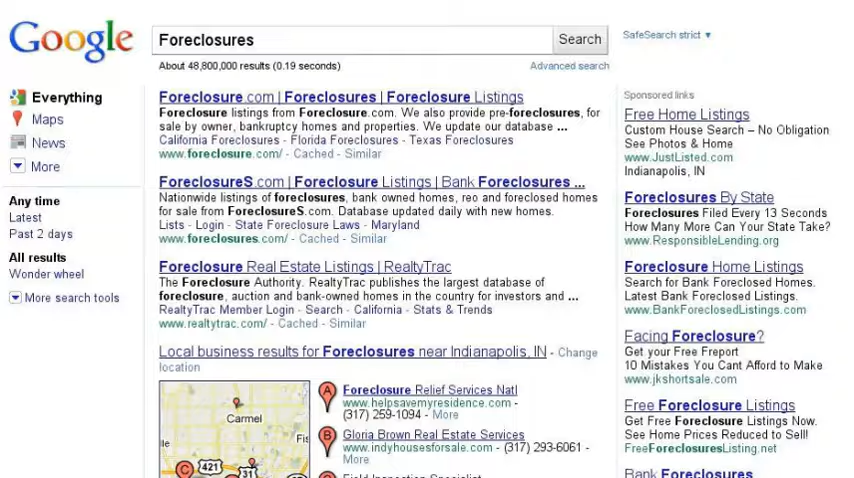 Google
Foreclosures
Search
SafeSearch strict ▼
About 48,800,000 results (0.19 seconds)
Advanced search
Everything
Maps
News
More
Any time
Latest
Past 2 days
All results
Wonder wheel
More search tools
Foreclosure.com | Foreclosures | Foreclosure Listings
Foreclosure listings from Foreclosure.com. We also provide pre-foreclosures, for
sale by owner, bankruptcy homes and properties. We update our database ...
California Foreclosures - Florida Foreclosures - Texas Foreclosures
www.foreclosure.com/ - Cached - Similar
ForeclosureS.com | Foreclosure Listings | Bank Foreclosures ...
Nationwide listings of foreclosures, bank owned homes, reo and foreclosed homes
for sale from ForeclosureS.com. Database updated daily with new homes.
Lists - Login - State Foreclosure Laws - Maryland
www.foreclosures.com/ - Cached - Similar
Foreclosure Real Estate Listings | RealtyTrac
The Foreclosure Authority. RealtyTrac publishes the largest database of
foreclosure, auction and bank-owned homes in the country for investors and ...
RealtyTrac Member Login - Search - California - Stats & Trends
www.realtytrac.com/ - Cached - Similar
Local business results for Foreclosures near Indianapolis, IN - Change
location
Carmel
Fis
lle
421
31
C
A
Foreclosure Relief Services Natl
www.helpsavemyresidence.com -
(317) 259-1094 - More
B
Gloria Brown Real Estate Services
www.indyhousesforsale.com - (317) 293-6061 -
More
C
Field Inspection Specialist
Sponsored links
Free Home Listings
Custom House Search – No Obligation
See Photos & Home
www.JustListed.com
Indianapolis, IN
Foreclosures By State
Foreclosures Filed Every 13 Seconds
How Many More Can Your State Take?
www.ResponsibleLending.org
Foreclosure Home Listings
Search for Bank Foreclosed Homes.
Latest Bank Foreclosed Listings.
www.BankForeclosedListings.com
Facing Foreclosure?
Get your Free Freport
10 Mistakes You Cant Afford to Make
www.jkshortsale.com
Free Foreclosure Listings
Get Free Foreclosure Listings Now.
See Home Prices Reduced to Sell!
FreeForeclosuresListing.net
Bank Foreclosures